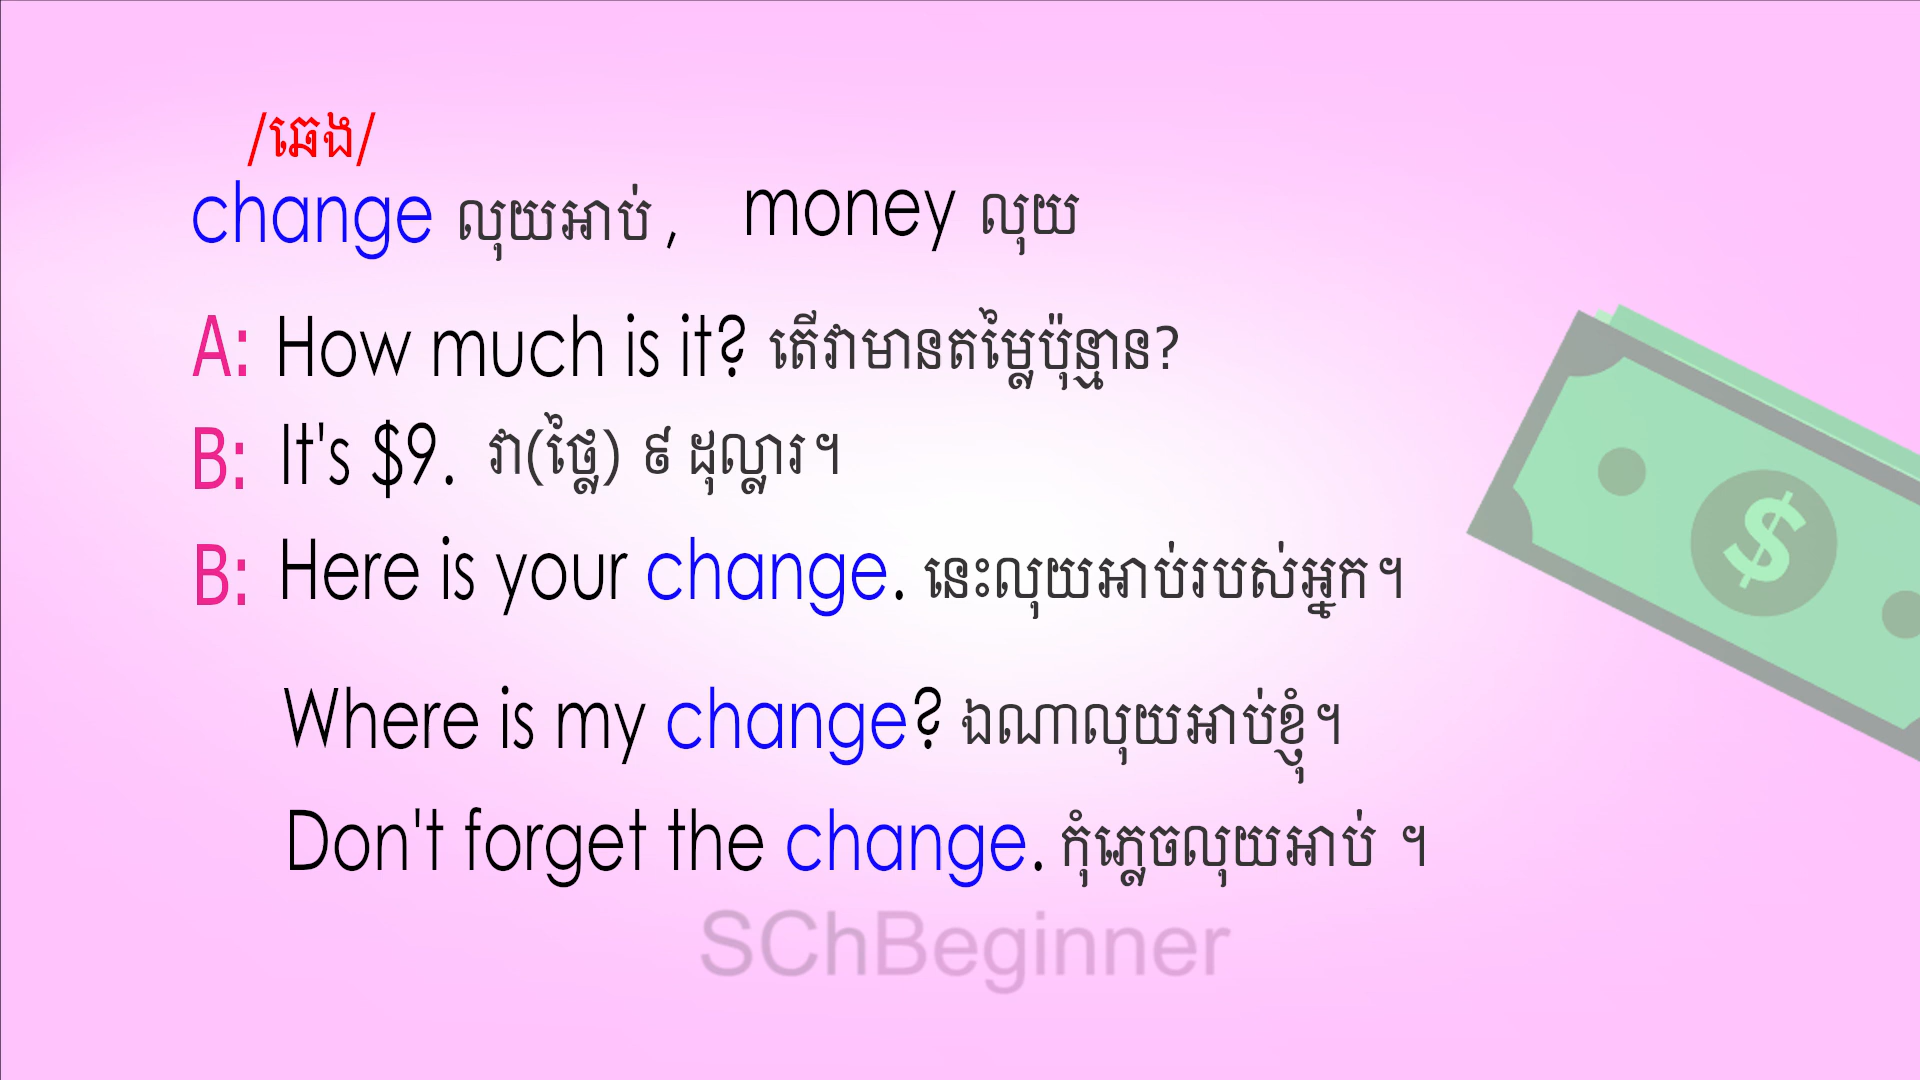 /ឆេង/
change លុយអាប់ , money លុយ
A: How much is it? តើវាមានតម្លៃប៉ុន្មាន?
B: It's $9. វា(ថ្លៃ) ៩ ដុល្លារ។
B: Here is your change. នេះលុយអាប់របស់អ្នក។
Where is my change? ឯណាលុយអាប់ខ្ញុំ។
Don't forget the change. កុំភ្លេចលុយអាប់ ។
$
SChBeginner